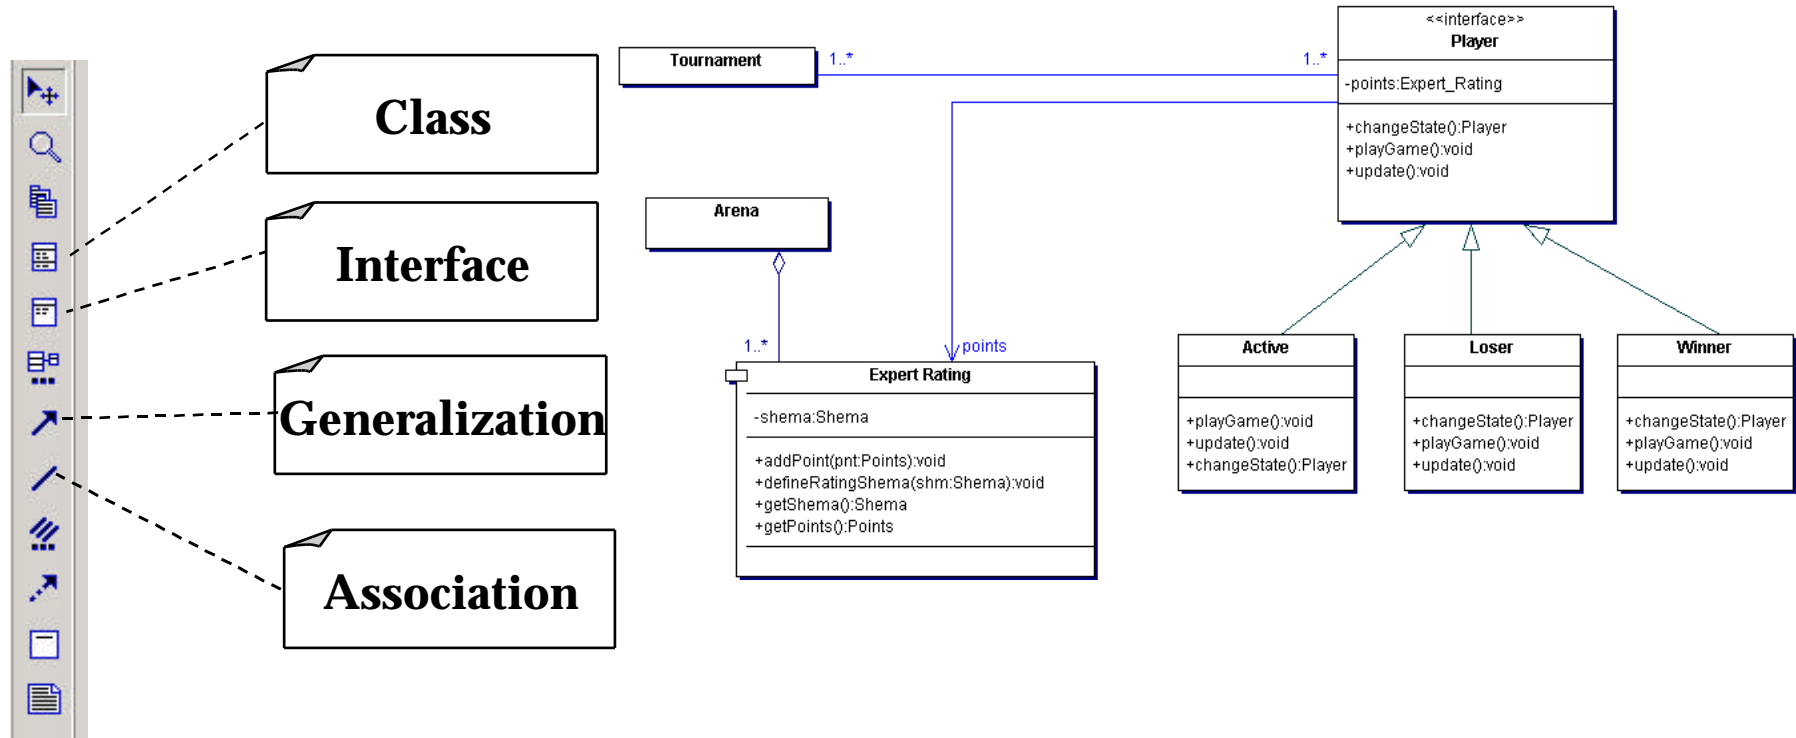 Class
Interface
Generalization
Association
Tournament
1..*
1..*
<<interface>>
Player
-points:Expert_Rating
+changeState():Player
+playGame():void
+update():void
Arena
1..*
points
Expert Rating
-shema:Shema
+addPoint(pnt:Points):void
+defineRatingShema(shm:Shema):void
+getShema():Shema
+getPoints():Points
Active
+playGame():void
+update():void
+changeState():Player
Loser
+changeState():Player
+playGame():void
+update():void
Winner
+changeState():Player
+playGame():void
+update():void